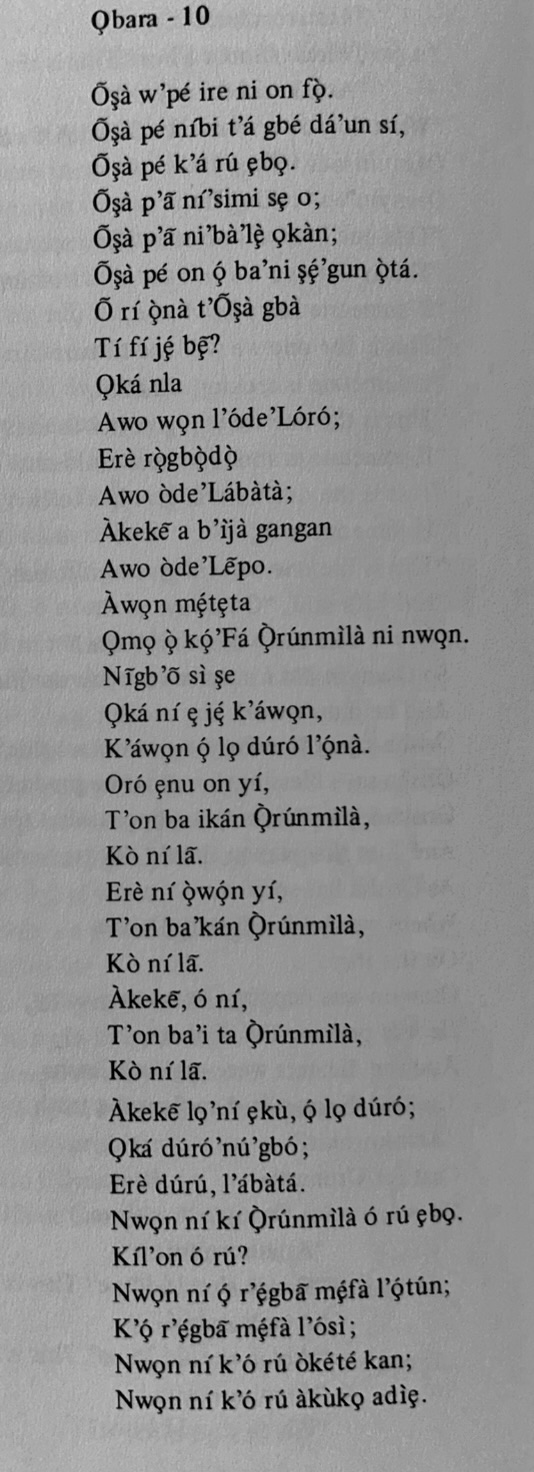 Ọbara - 10
Õṣà w’pé ire ni on fọ̀.
Õṣà pé níbi t’á gbé dá’un sí,
Õṣà pé k’á rú ẹbọ.
Õṣà p’ã ní’simi sẹ o;
Õṣà p’ã ni’bà’lẹ̀ ọkàn;
Õṣà pé on ọ́ ba’ni ṣẹ́’gun ọ̀tá.
Õ rí ọ̀nà t’Õṣà gbà
Tí fí jẹ́ bẹ̃?
Ọká nla
Awo wọn l’óde’Lóró;
Erè rọ̀gbọ̀dọ̀
Awo òde’Lábàtà;
Àkekẽ a b’ìjà gangan
Awo òde’Lẽpo.
Àwọn mẹ́tẹta
Ọmọ ọ̀ kọ́’Fá Ọ̀rúnmìlà ni nwọn.
Nĩgb’õ sì ṣe
Ọká ní ẹ jẹ́ k’áwọn,
K’áwọn ọ́ lọ dúró l’ọ́nà.
Oró ẹnu on yí,
T’on ba ikán Ọ̀rúnmìlà,
Kò ní lã.
Erè ní ọ̀wọ́n yí,
T’on ba’kán Ọ̀rúnmìlà,
Kò ní lã.
Àkekẽ, ó ní,
T’on ba’i ta Ọ̀rúnmìlà,
Kò ní lã.
Àkekẽ lọ’ní ẹkù, ọ́ lọ dúró;
Ọká dúró’nú’gbó;
Erè dúrú, l’ábàtá.
Nwọn ní kí Ọ̀rúnmìlà ó rú ẹbọ.
Kíl’on ó rú?
Nwọn ní ọ́ r’ẹ́gbã mẹ́fà l’ọ́tún;
K’ọ́ r’ẹ́gbã mẹ́fà l’ósì;
Nwọn ní k’ó rú òkété kan;
Nwọn ní k’ó rú àkùkọ adìẹ.